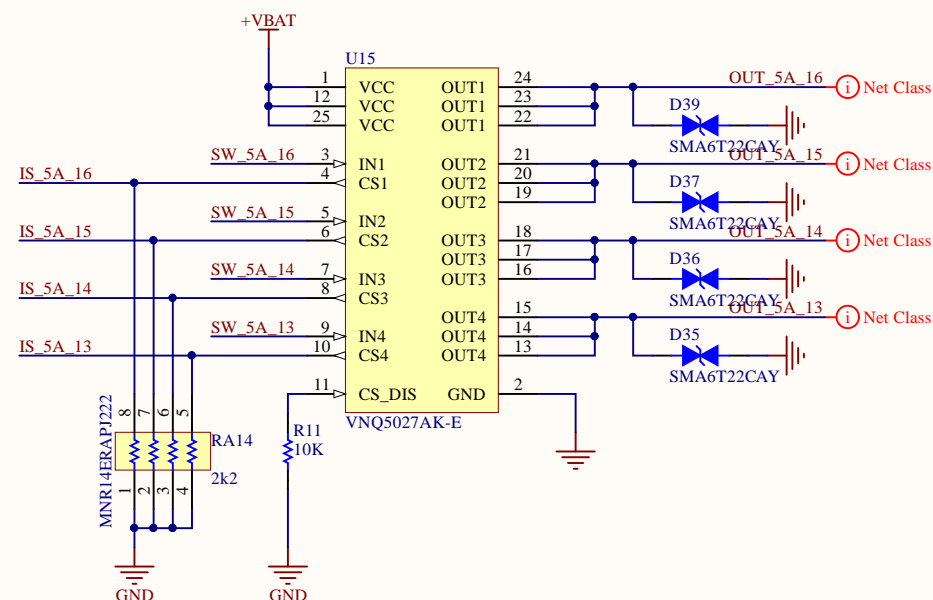 +VBAT
U15
1 VCC OUT1 24
12 VCC OUT1 23
25 VCC OUT1 22
OUT_5A_16 i Net Class
D39
SMA6T22CAY
SW_5A_16 3 IN1 OUT2 21
OUT_5A_15 i Net Class
IS_5A_16 4 CS1 OUT2 20
OUT2 19
D37
SMA6T22CAY
SW_5A_15 5 IN2
IS_5A_15 6 CS2 OUT3 18
OUT_5A_14 i Net Class
OUT3 17
SW_5A_14 7 IN3 OUT3 16
D36
SMA6T22CAY
IS_5A_14 8 CS3
OUT4 15
OUT_5A_13 i Net Class
SW_5A_13 9 IN4 OUT4 14
IS_5A_13 10 CS4 OUT4 13
D35
SMA6T22CAY
11 CS_DIS GND 2
VNQ5027AK-E
8 7 6 5
MNR14ERAPJ222
RA14
2k2
1 2 3 4
R11
10K
GND
GND